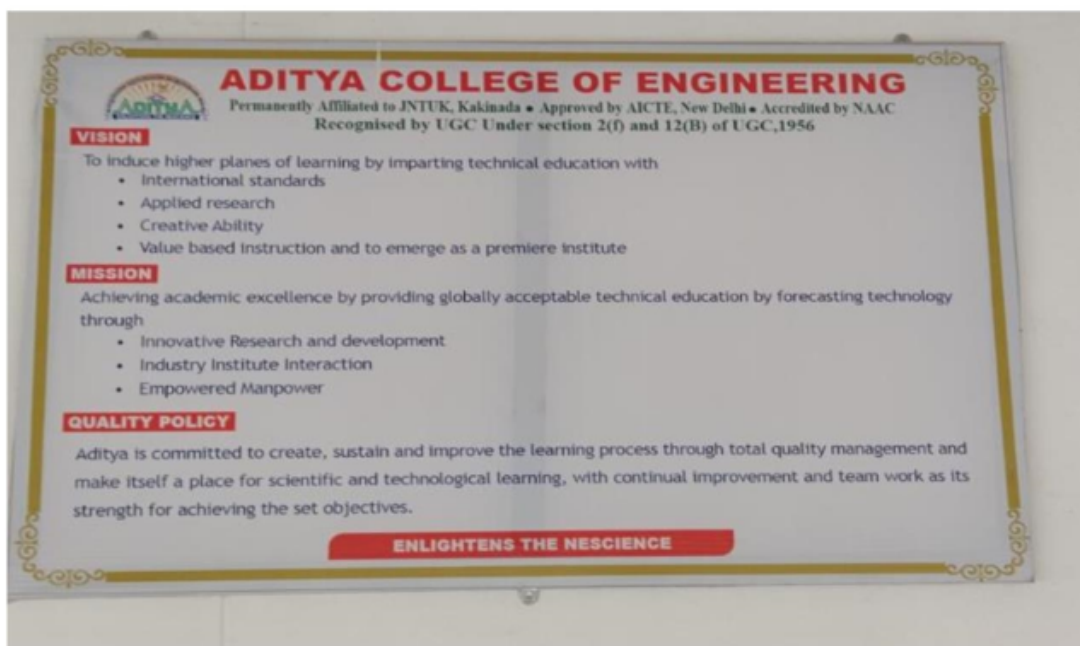 ADITYA COLLEGE OF ENGINEERING
ADITYA
Permanently Affiliated to JNTUK, Kakinada • Approved by AICTE, New Delhi • Accredited by NAAC
Recognised by UGC Under section 2(f) and 12(B) of UGC,1956
VISION
To induce higher planes of learning by imparting technical education with
• International standards
• Applied research
• Creative Ability
• Value based instruction and to emerge as a premiere institute
MISSION
Achieving academic excellence by providing globally acceptable technical education by forecasting technology
through
• Innovative Research and development
• Industry Institute Interaction
• Empowered Manpower
QUALITY POLICY
Aditya is committed to create, sustain and improve the learning process through total quality management and
make itself a place for scientific and technological learning, with continual improvement and team work as its
strength for achieving the set objectives.
ENLIGHTENS THE NESCIENCE